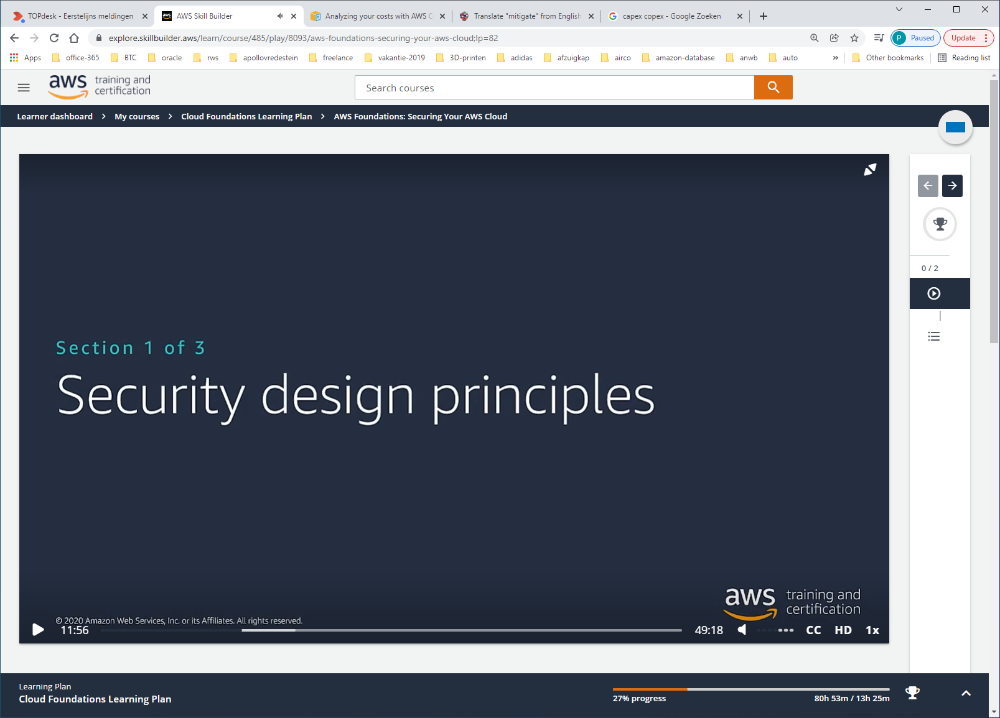 TOPdesk - Eerstelijns meldingen
AWS Skill Builder
Analyzing your costs with AWS C
Translate "mitigate" from English
capex copex - Google Zoeken
explore.skillbuilder.aws/learn/course/485/play/8093/aws-foundations-securing-your-aws-cloud;lp=82
P Paused
Update
Apps
office-365
BTC
oracle
rws
apollovredestein
freelance
vakantie-2019
3D-printen
adidas
afzuigkap
airco
amazon-database
anwb
auto
»
Other bookmarks
Reading list
aws training and certification
Search courses
Learner dashboard > My courses > Cloud Foundations Learning Plan > AWS Foundations: Securing Your AWS Cloud
0 / 2
Section 1 of 3
Security design principles
aws training and certification
© 2020 Amazon Web Services, Inc. or its Affiliates. All rights reserved.
11:56
49:18
CC
HD
1x
Learning Plan
Cloud Foundations Learning Plan
27% progress
80h 53m / 13h 25m